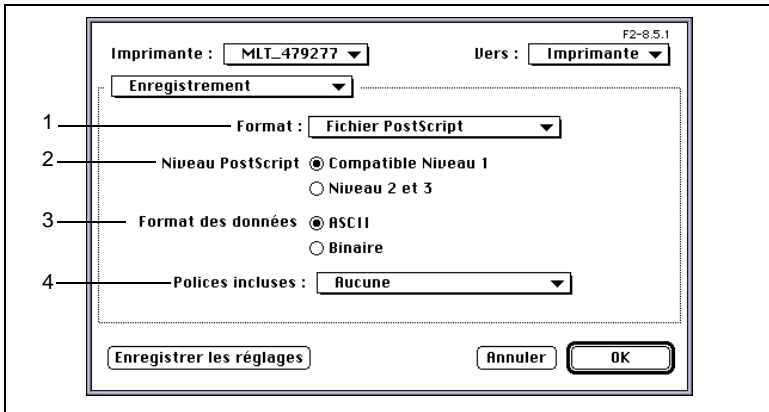 F2-8.5.1
Imprimante : MLT_479277 Vers : Imprimante
Enregistrement
1 Format : Fichier PostScript
2 Niveau PostScript Compatible Niveau 1
Niveau 2 et 3
3 Format des données ASCII
Binaire
4 Polices incluses : Aucune
Enregistrer les réglages Annuler OK